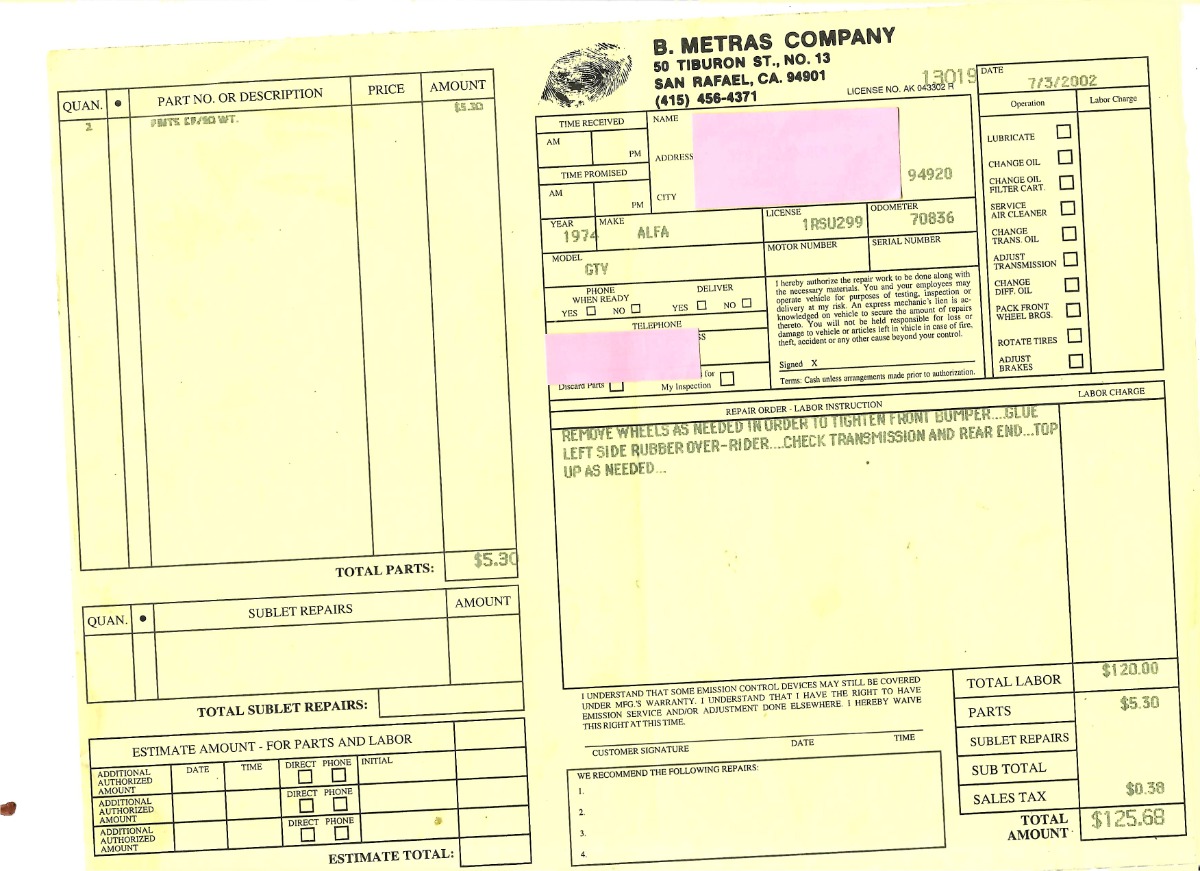 B. METRAS COMPANY
50 TIBURON ST., NO. 13
SAN RAFAEL, CA. 94901
(415) 456-4371
LICENSE NO. AK 043302 R
13019
DATE
7/3/2002
QUAN. • PART NO. OR DESCRIPTION PRICE AMOUNT
2 PINTS EP/90 WT. $5.30
TOTAL PARTS: $5.30
QUAN. • SUBLET REPAIRS AMOUNT
TOTAL SUBLET REPAIRS:
ESTIMATE AMOUNT - FOR PARTS AND LABOR
DATE TIME DIRECT PHONE INITIAL
ADDITIONAL
AUTHORIZED
AMOUNT
DIRECT PHONE
ADDITIONAL
AUTHORIZED
AMOUNT
DIRECT PHONE
ADDITIONAL
AUTHORIZED
AMOUNT
ESTIMATE TOTAL:
TIME RECEIVED
AM
PM
TIME PROMISED
AM
PM
NAME
ADDRESS
94920
CITY
YEAR MAKE LICENSE ODOMETER
1974 ALFA 1RSU299 70836
MODEL MOTOR NUMBER SERIAL NUMBER
GTV
PHONE
WHEN READY
YES NO
DELIVER
YES NO
TELEPHONE
SS
for
Discard Parts My Inspection
I hereby authorize the repair work to be done along with
the necessary materials. You and your employees may
operate vehicle for purposes of testing, inspection or
delivery at my risk. An express mechanic's lien is ac-
knowledged on vehicle to secure the amount of repairs
thereto. You will not be held responsible for loss or
damage to vehicle or articles left in vhicle in case of fire,
theft, accident or any other cause beyond your control.
Signed X
Terms: Cash unless arrangements made prior to authorization.
Operation Labor Charge
LUBRICATE
CHANGE OIL
CHANGE OIL
FILTER CART.
SERVICE
AIR CLEANER
CHANGE
TRANS. OIL
ADJUST
TRANSMISSION
CHANGE
DIFF. OIL
PACK FRONT
WHEEL BRGS.
ROTATE TIRES
ADJUST
BRAKES
REPAIR ORDER - LABOR INSTRUCTION LABOR CHARGE
REMOVE WHEELS AS NEEDED IN ORDER TO TIGHTEN FRONT BUMPER...GLUE
LEFT SIDE RUBBER OVER-RIDER...CHECK TRANSMISSION AND REAR END...TOP
UP AS NEEDED...
I UNDERSTAND THAT SOME EMISSION CONTROL DEVICES MAY STILL BE COVERED
UNDER MFG.'S WARRANTY. I UNDERSTAND THAT I HAVE THE RIGHT TO HAVE
EMISSION SERVICE AND/OR ADJUSTMENT DONE ELSEWHERE. I HEREBY WAIVE
THIS RIGHT AT THIS TIME.
CUSTOMER SIGNATURE DATE TIME
WE RECOMMEND THE FOLLOWING REPAIRS:
1.
2.
3.
4.
TOTAL LABOR $120.00
PARTS $5.30
SUBLET REPAIRS
SUB TOTAL
SALES TAX $0.38
TOTAL
AMOUNT $125.68